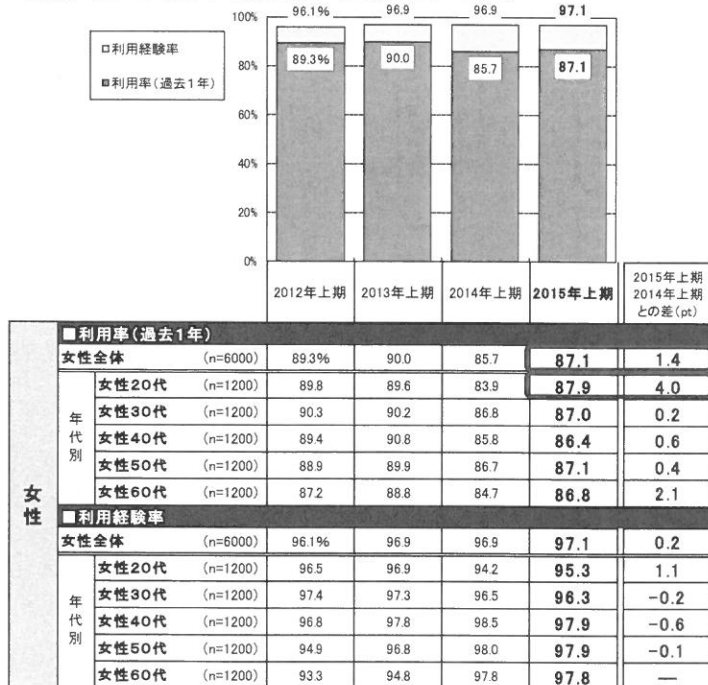 100%
96.1%
96.9
96.9
97.1
□利用経験率
■利用率(過去1年)
80%
89.3%
90.0
85.7
87.1
60%
40%
20%
0%
2012年上期 2013年上期 2014年上期 2015年上期 2015年上期
2014年上期
との差(pt)
女性
■利用率(過去1年)
女性全体 (n=6000) 89.3% 90.0 85.7 87.1 1.4
年代別
女性20代 (n=1200) 89.8 89.6 83.9 87.9 4.0
女性30代 (n=1200) 90.3 90.2 86.8 87.0 0.2
女性40代 (n=1200) 89.4 90.8 85.8 86.4 0.6
女性50代 (n=1200) 88.9 89.9 86.7 87.1 0.4
女性60代 (n=1200) 87.2 88.8 84.7 86.8 2.1
■利用経験率
女性全体 (n=6000) 96.1% 96.9 96.9 97.1 0.2
年代別
女性20代 (n=1200) 96.5 96.9 94.2 95.3 1.1
女性30代 (n=1200) 97.4 97.3 96.5 96.3 −0.2
女性40代 (n=1200) 96.8 97.8 98.5 97.9 −0.6
女性50代 (n=1200) 94.9 96.8 98.0 97.9 −0.1
女性60代 (n=1200) 93.3 94.8 97.8 97.8 —